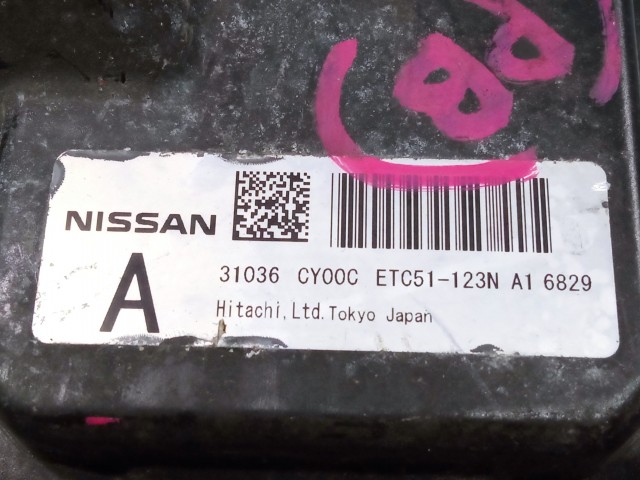 NISSAN
A
31036 CY00C ETC51-123N A1 6829
Hitachi,Ltd.Tokyo Japan